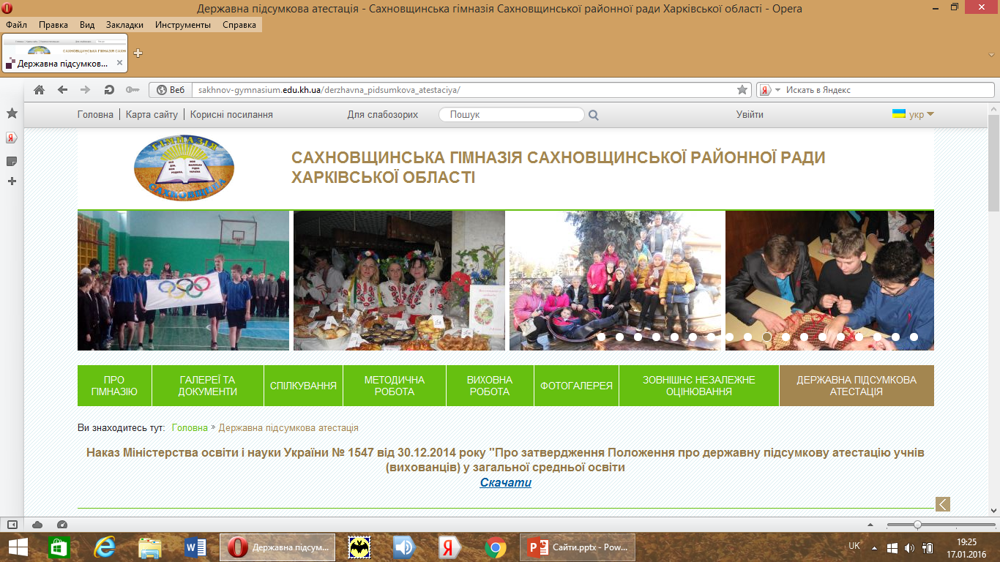 Державна підсумкова атестація - Сахновщинська гімназія Сахновщинської районної ради Харківської області - Opera
Файл Правка Вид Закладки Инструменты Справка
Державна підсумков...
Веб sakhnov-gymnasium.edu.kh.ua/derzhavna_pidsumkova_atestaciya/ Искать в Яндекс
Головна Карта сайту Корисні посилання Для слабозорих Пошук Увійти укр
ГІМНАЗІЯ
САХНОВЩИНА
САХНОВЩИНСЬКА ГІМНАЗІЯ САХНОВЩИНСЬКОЇ РАЙОННОЇ РАДИ
ХАРКІВСЬКОЇ ОБЛАСТІ
ПРО
ГІМНАЗІЮ
ГАЛЕРЕЇ ТА
ДОКУМЕНТИ
СПІЛКУВАННЯ
МЕТОДИЧНА
РОБОТА
ВИХОВНА
РОБОТА
ФОТОГАЛЕРЕЯ
ЗОВНІШНЄ НЕЗАЛЕЖНЕ
ОЦІНЮВАННЯ
ДЕРЖАВНА ПІДСУМКОВА
АТЕСТАЦІЯ
Ви знаходитесь тут: Головна » Державна підсумкова атестація
Наказ Міністерства освіти і науки України № 1547 від 30.12.2014 року "Про затвердження Положення про державну підсумкову атестацію учнів
(вихованців) у загальної средньої освіти
Скачати
Державна підсум... Сайти.pptx - Pow... UK 19:25
17.01.2016